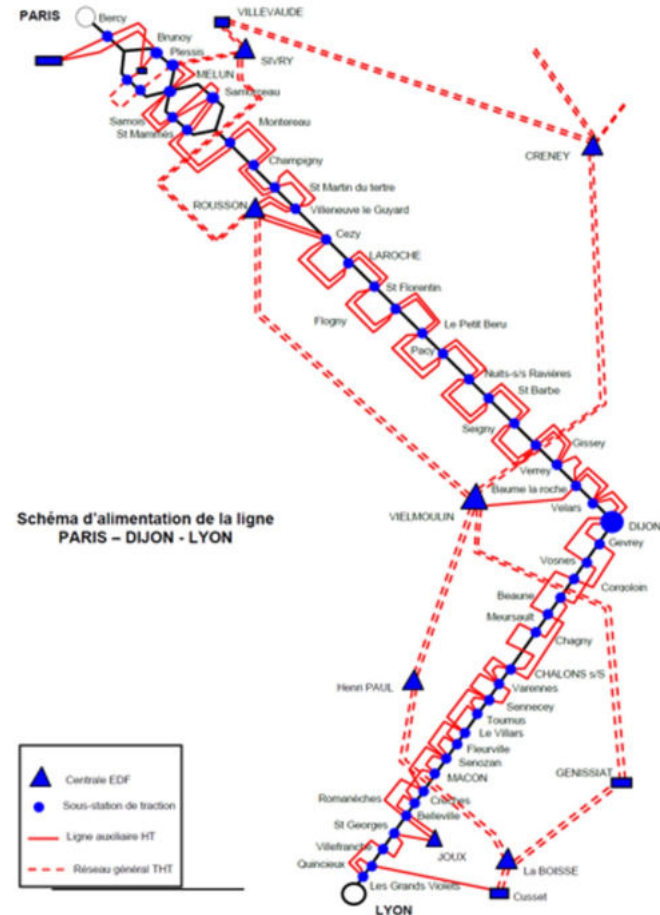 PARIS
Bercy
VILLEVAUDE
Brunoy
Plessis
SIVRY
MELUN
Samois
St Mammès
Montereau
CRENEY
Champigny
St Martin du tertre
ROUSSON
Villeneuve le Guyard
Cezy
LAROCHE
St Florentin
Flogny
Le Petit Beru
Pacy
Nuits-s/s Ravières
St Barbe
Seigny
Gissey
Verrey
Baume la roche
VIELMOULIN
Velars
DIJON
Schéma d'alimentation de la ligne
PARIS – DIJON - LYON
Gevrey
Vosnes
Corgoloin
Beaune
Meursault
Chagny
CHALONS s/S
Henri PAUL
Varennes
Sennecey
Tournus
Le Villars
Fleurville
Senozan
MACON
GENISSIAT
Romanèches
Crèches
Belleville
St Georges
JOUX
Villefranche
La BOISSE
Quincieux
Les Grands Violets
Cusset
LYON
Centrale EDF
Sous-station de traction
Ligne auxiliaire HT
Réseau général THT